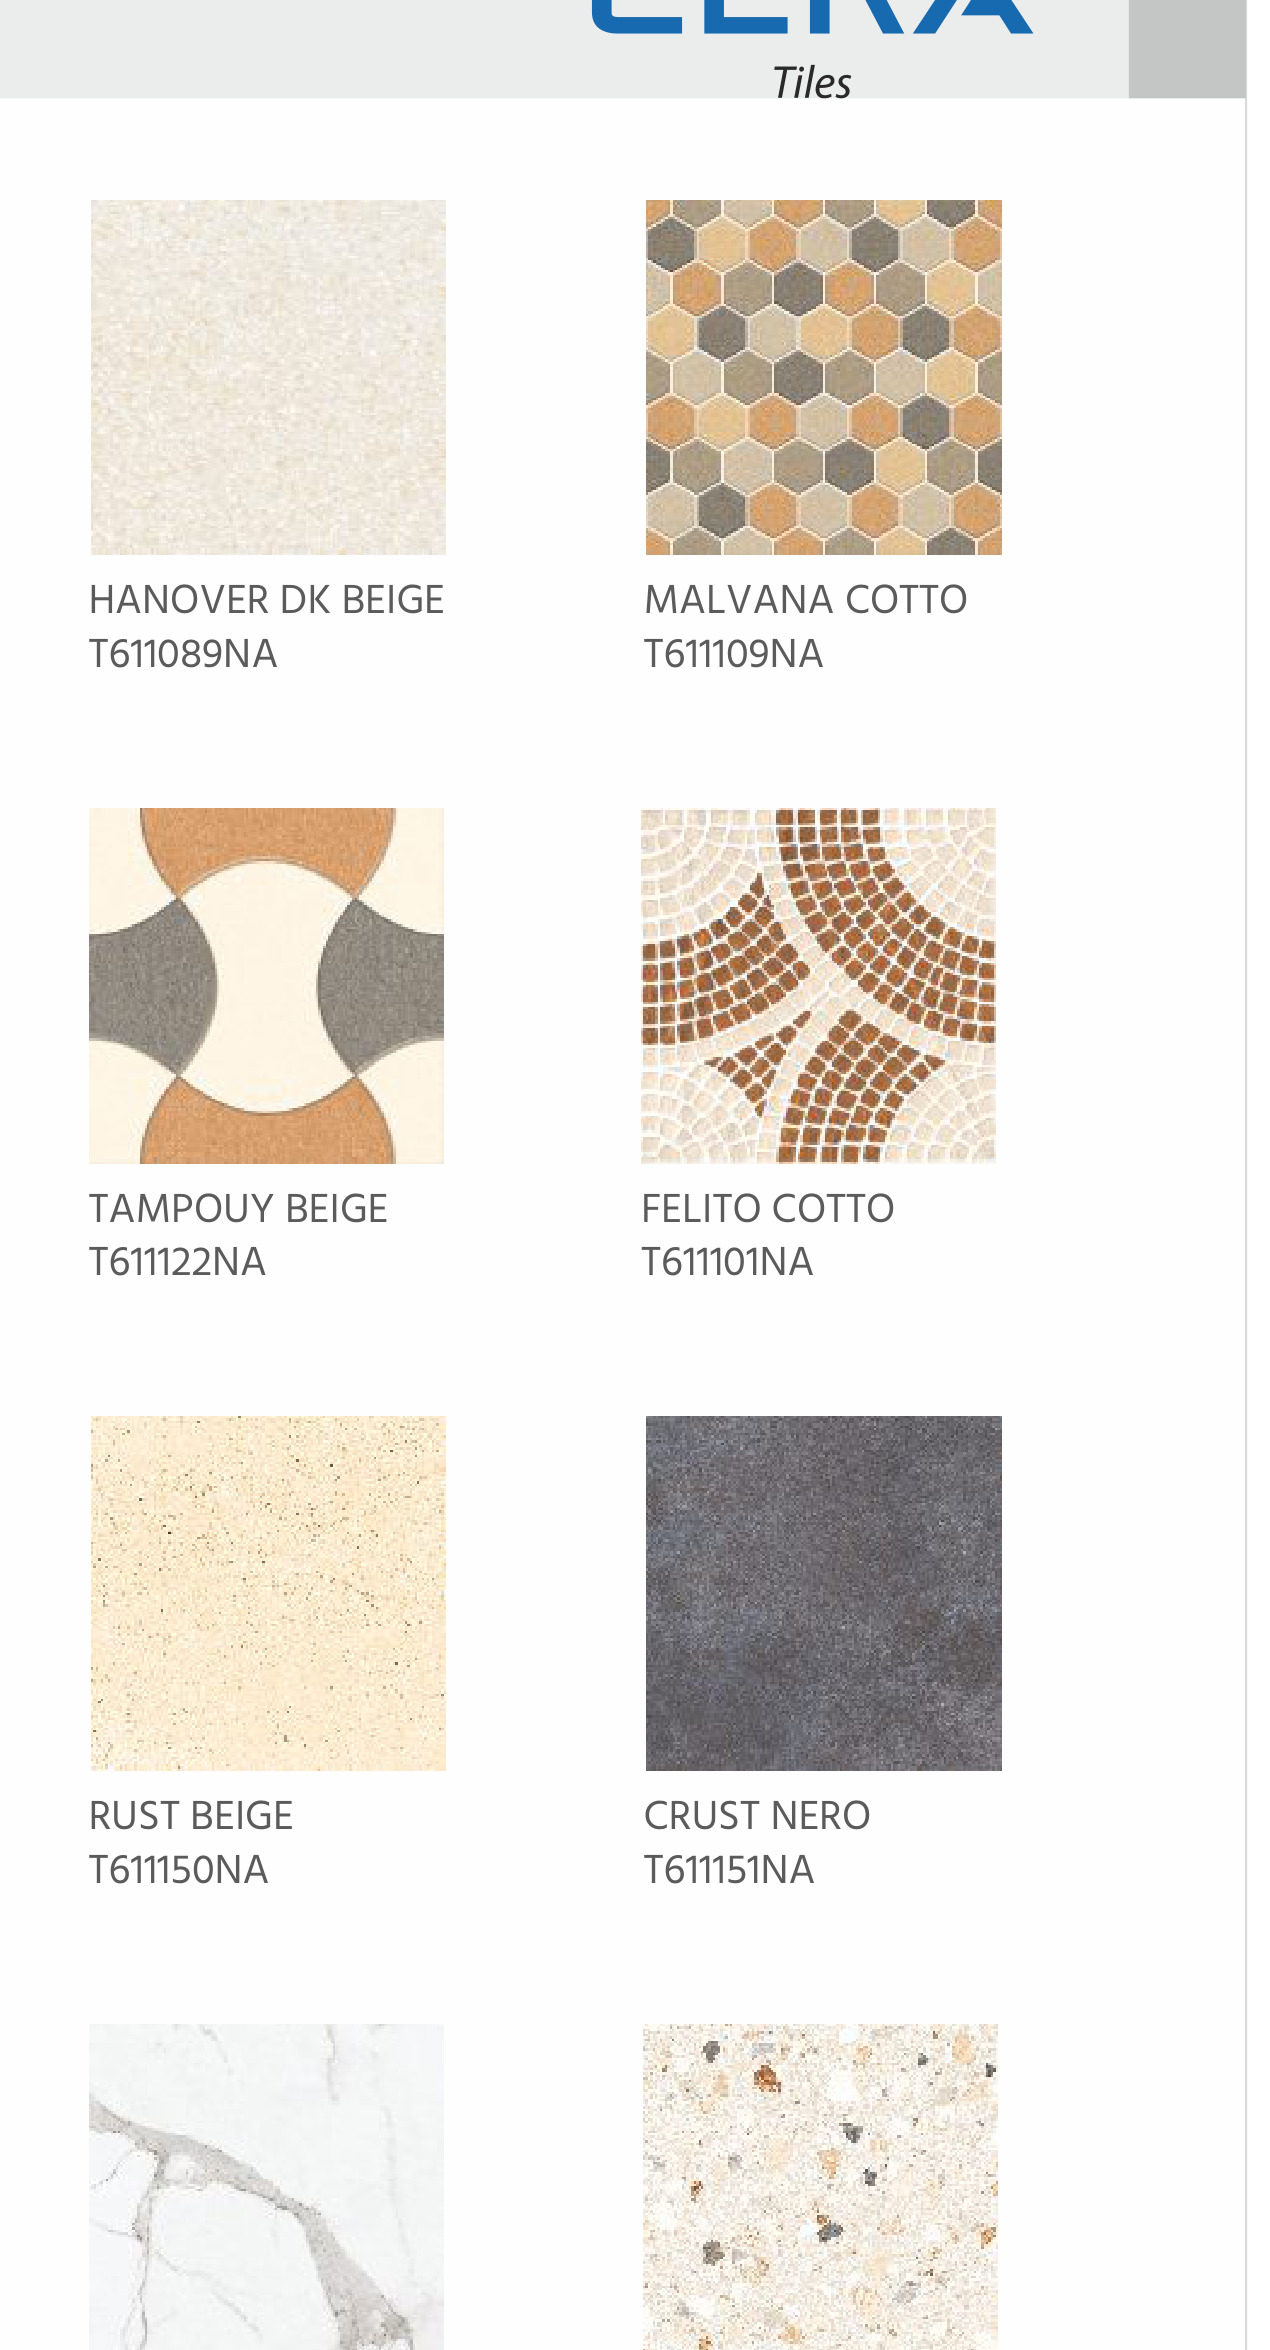 CERA
Tiles
HANOVER DK BEIGE
T611089NA
MALVANA COTTO
T611109NA
TAMPOUY BEIGE
T611122NA
FELITO COTTO
T611101NA
RUST BEIGE
T611150NA
CRUST NERO
T611151NA